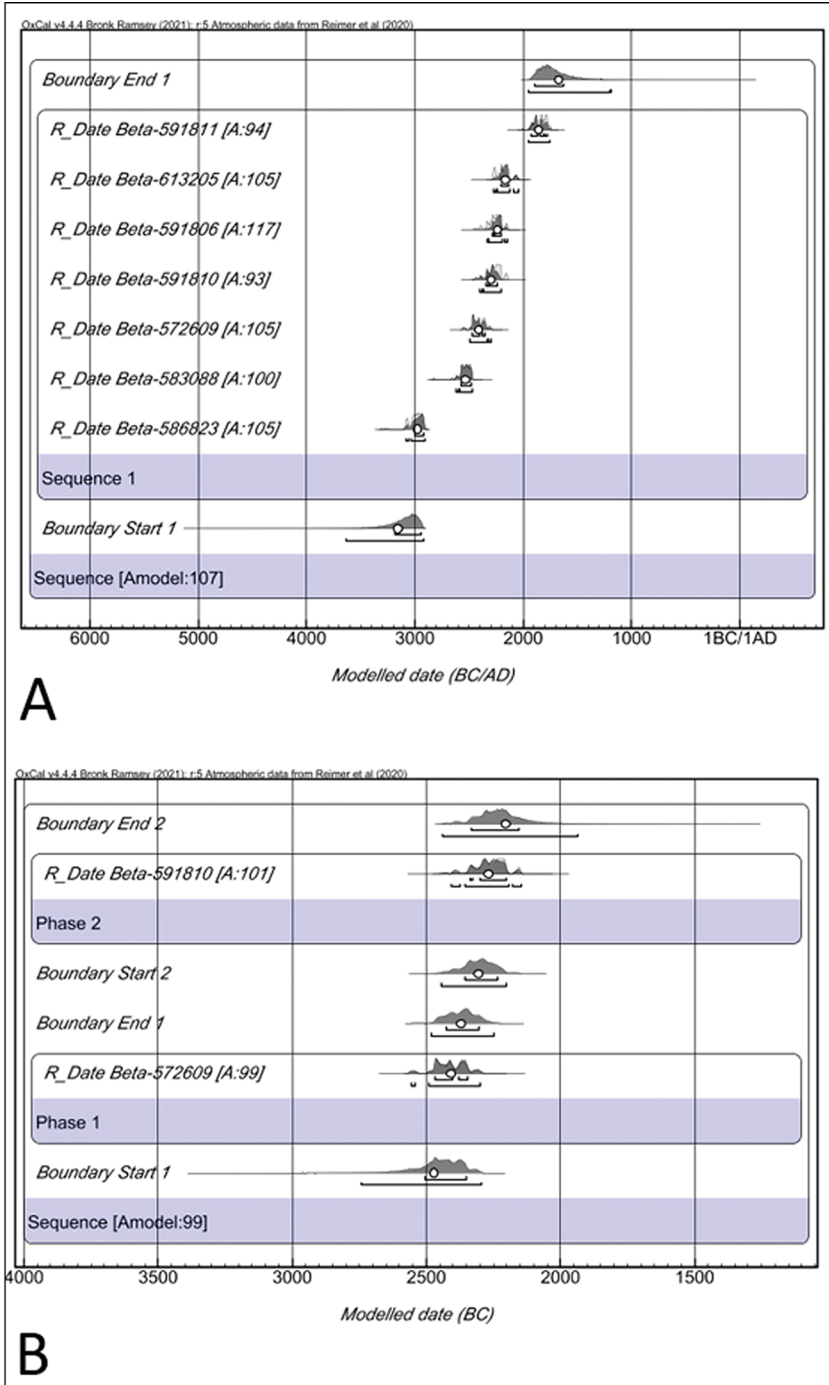 OxCal v4.4.4 Bronk Ramsey (2021); r:5 Atmospheric data from Reimer et al (2020)
Boundary End 1
R_Date Beta-591811 [A:94]
R_Date Beta-613205 [A:105]
R_Date Beta-591806 [A:117]
R_Date Beta-591810 [A:93]
R_Date Beta-572609 [A:105]
R_Date Beta-583088 [A:100]
R_Date Beta-586823 [A:105]
Sequence 1
Boundary Start 1
Sequence [Amodel:107]
6000 5000 4000 3000 2000 1000 1BC/1AD
Modelled date (BC/AD)
A
OxCal v4.4.4 Bronk Ramsey (2021); r:5 Atmospheric data from Reimer et al (2020)
Boundary End 2
R_Date Beta-591810 [A:101]
Phase 2
Boundary Start 2
Boundary End 1
R_Date Beta-572609 [A:99]
Phase 1
Boundary Start 1
Sequence [Amodel:99]
4000 3500 3000 2500 2000 1500
Modelled date (BC)
B